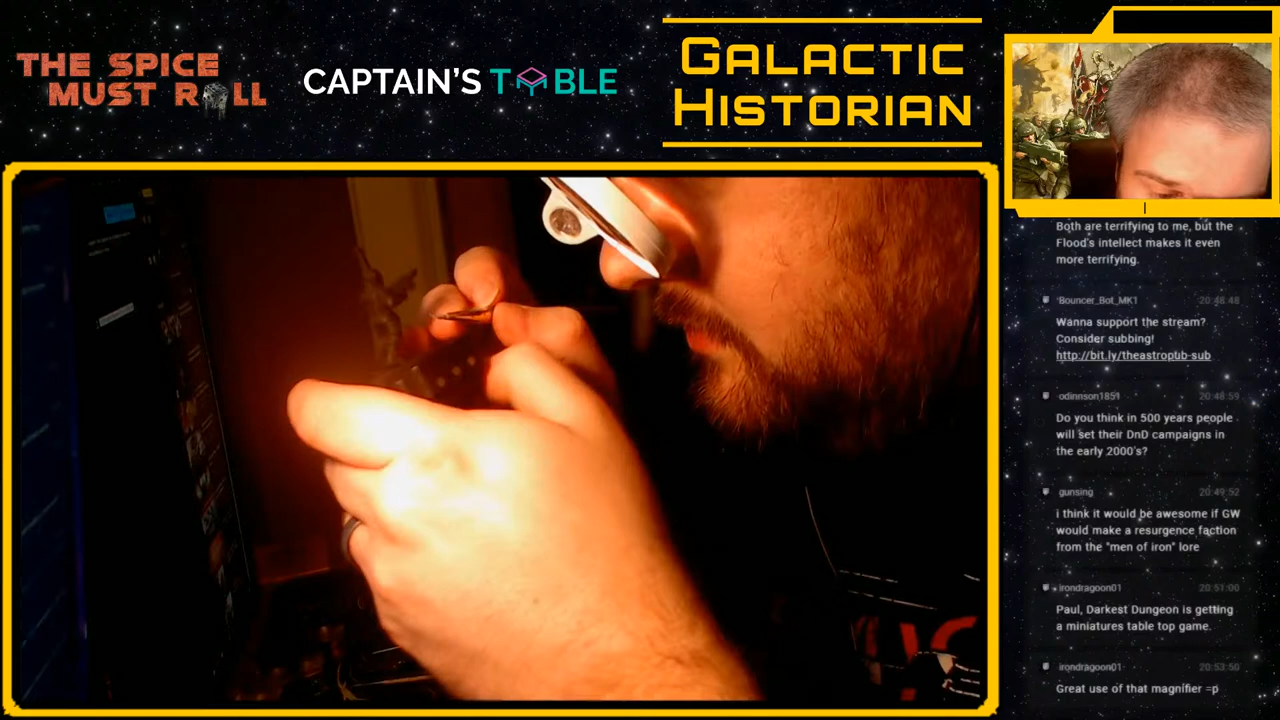 THE SPICE
MUST ROLL
CAPTAIN'S TABLE
GALACTIC
HISTORIAN
Both are terrifying to me, but the
Flood's intellect makes it even
more terrifying.
Bouncer_Bot_MK1 20:48:48
Wanna support the stream?
Consider subbing!
http://bit.ly/theastropub-sub
odinnson1851 20:48:59
Do you think in 500 years people
will set their DnD campaigns in
the early 2000's?
gunsing 20:49:52
i think it would be awesome if GW
would make a resurgence faction
from the "men of iron" lore
irondragoon01 20:51:00
Paul, Darkest Dungeon is getting
a miniatures table top game.
irondragoon01 20:53:50
Great use of that magnifier =p